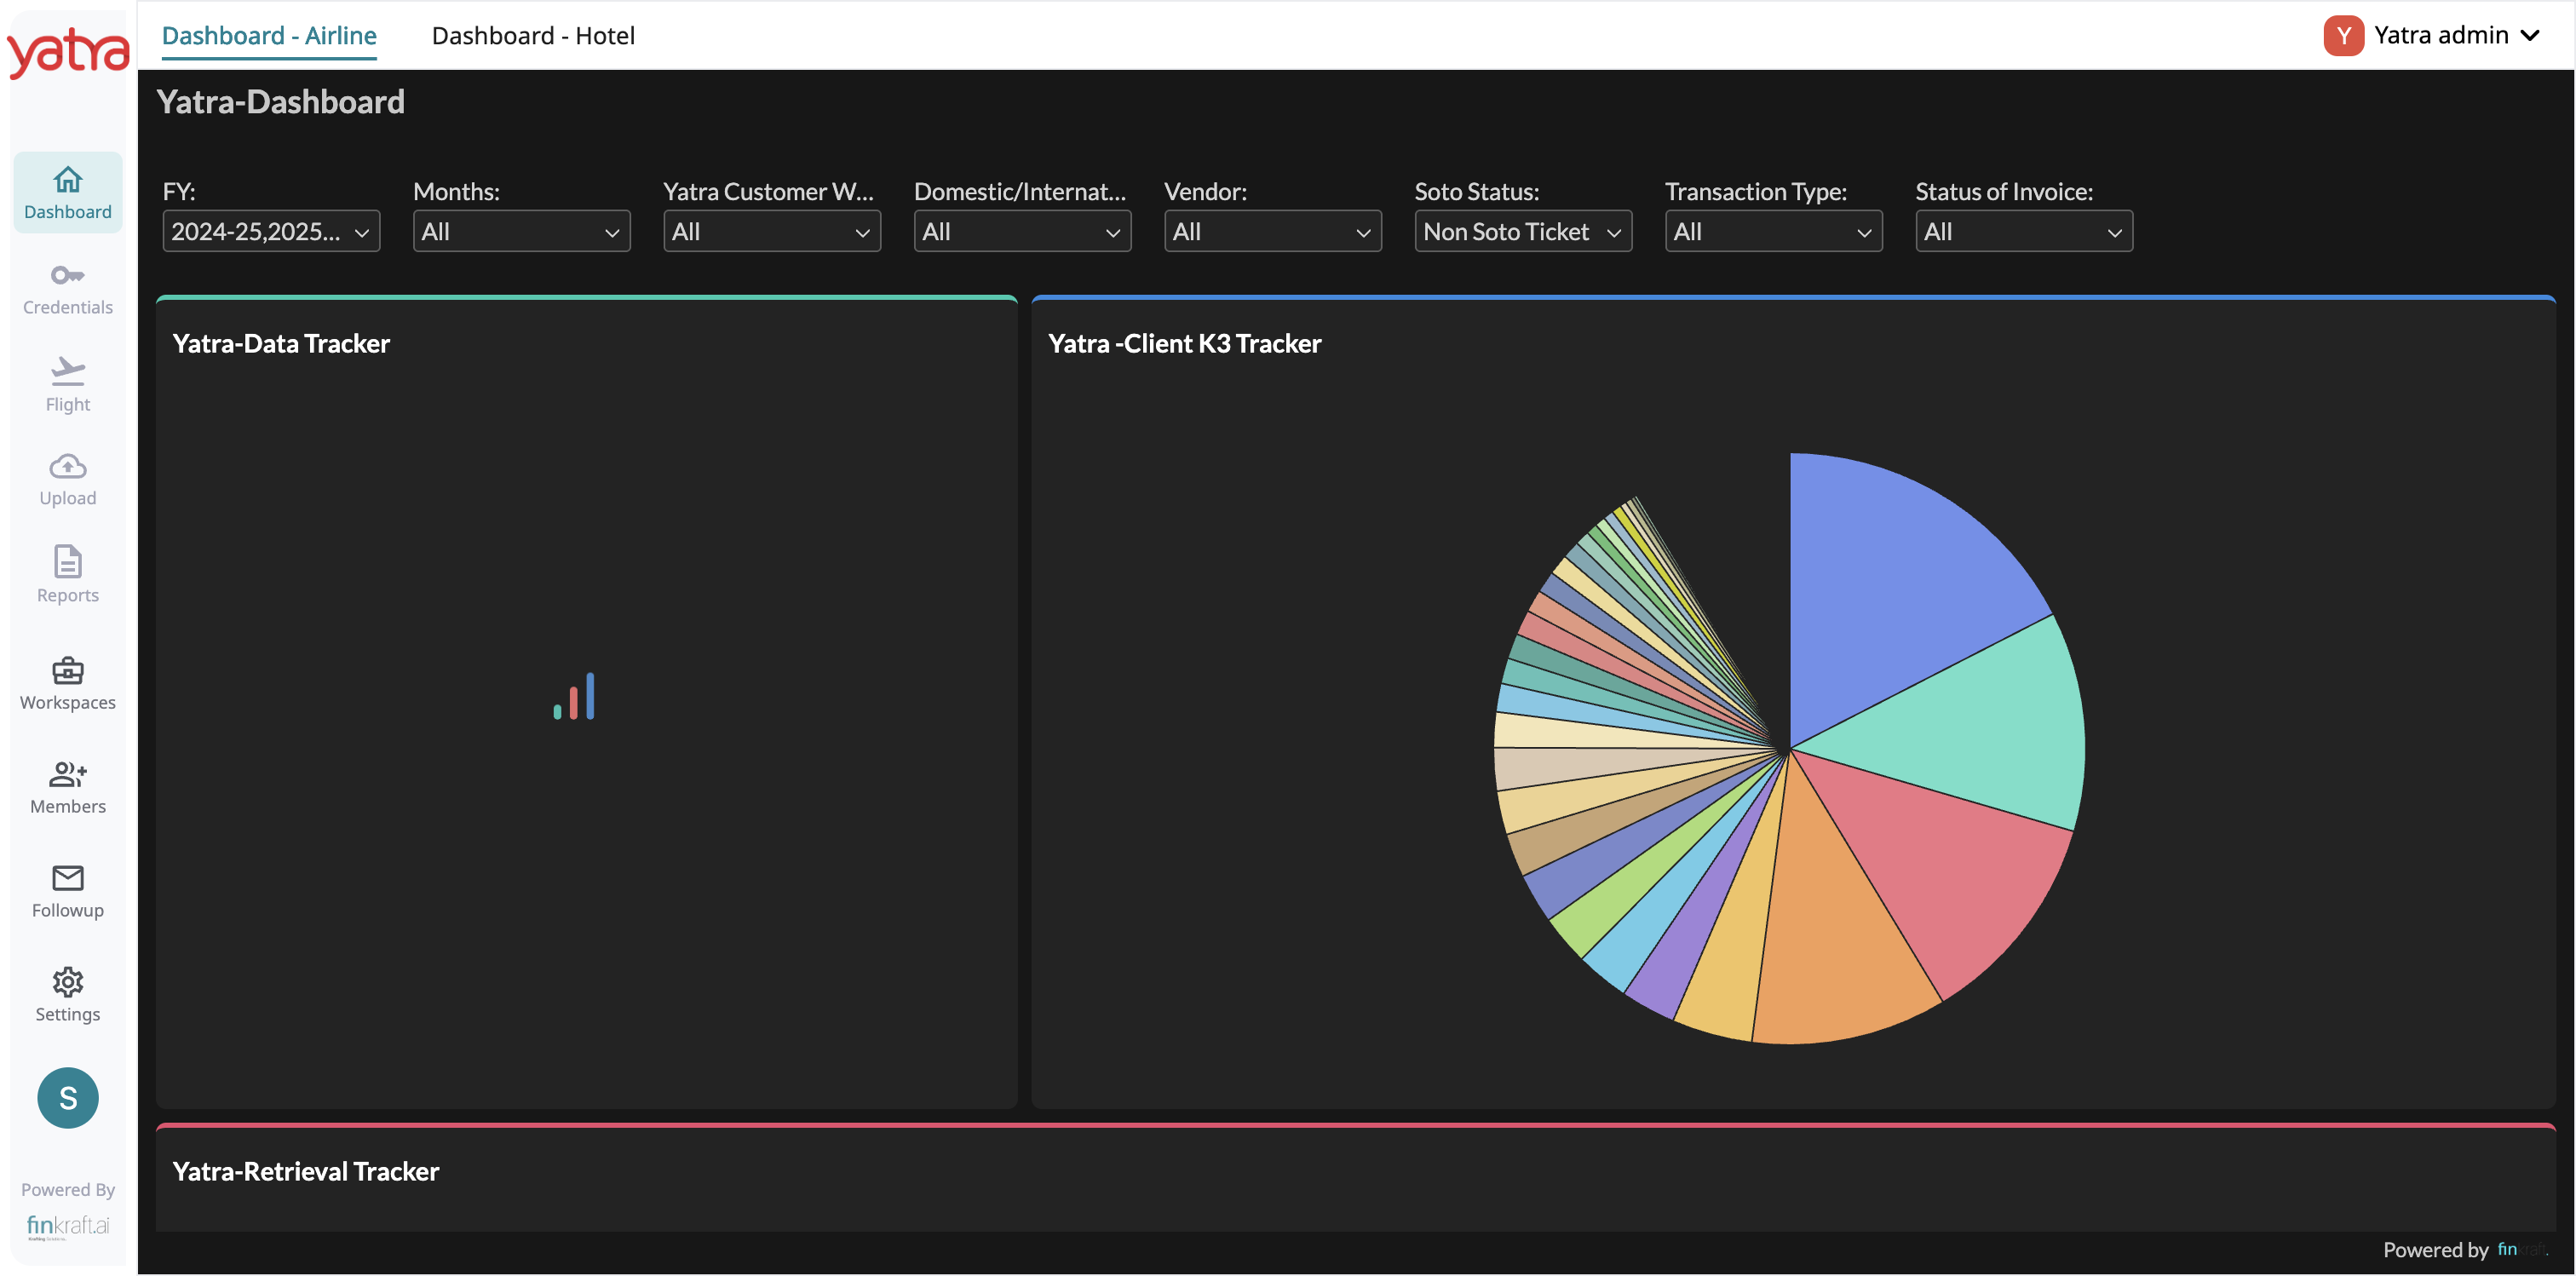 yatra
Dashboard - Airline
Dashboard - Hotel
Y
Yatra admin
Yatra-Dashboard
Dashboard
Credentials
Flight
Upload
Reports
Workspaces
Members
Followup
Settings
S
Powered By
finkraft.ai
FY:
2024-25,2025...
Months:
All
Yatra Customer W...
All
Domestic/Internat...
All
Vendor:
All
Soto Status:
Non Soto Ticket
Transaction Type:
All
Status of Invoice:
All
Yatra-Data Tracker
Yatra -Client K3 Tracker
Yatra-Retrieval Tracker
Powered by finkraft.